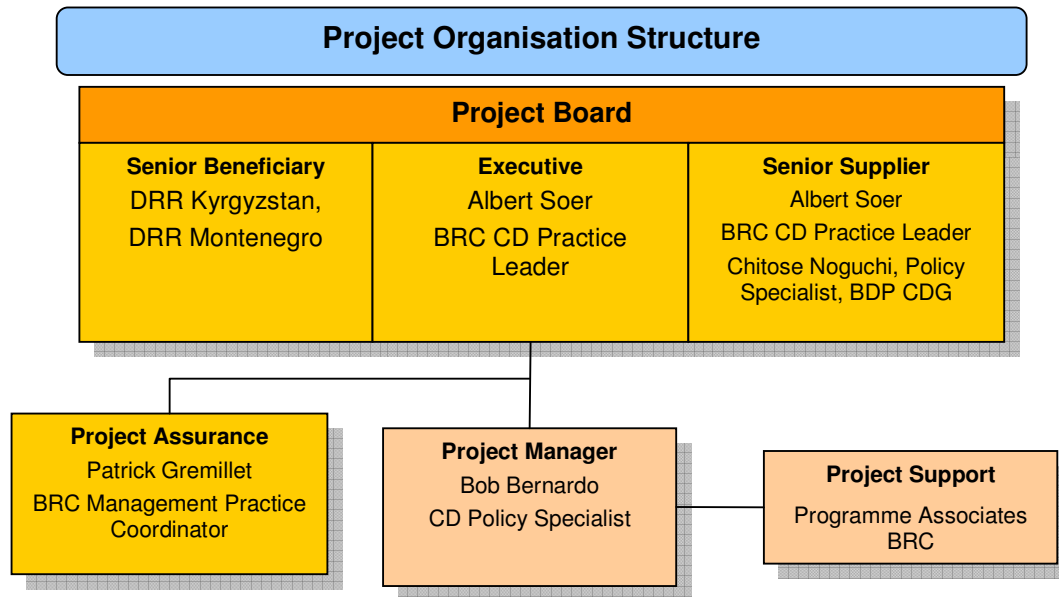 Project Organisation Structure
Project Board
Senior Beneficiary
DRR Kyrgyzstan,
DRR Montenegro
Executive
Albert Soer
BRC CD Practice
Leader
Senior Supplier
Albert Soer
BRC CD Practice Leader
Chitose Noguchi, Policy
Specialist, BDP CDG
Project Assurance
Patrick Gremillet
BRC Management Practice
Coordinator
Project Manager
Bob Bernardo
CD Policy Specialist
Project Support
Programme Associates
BRC